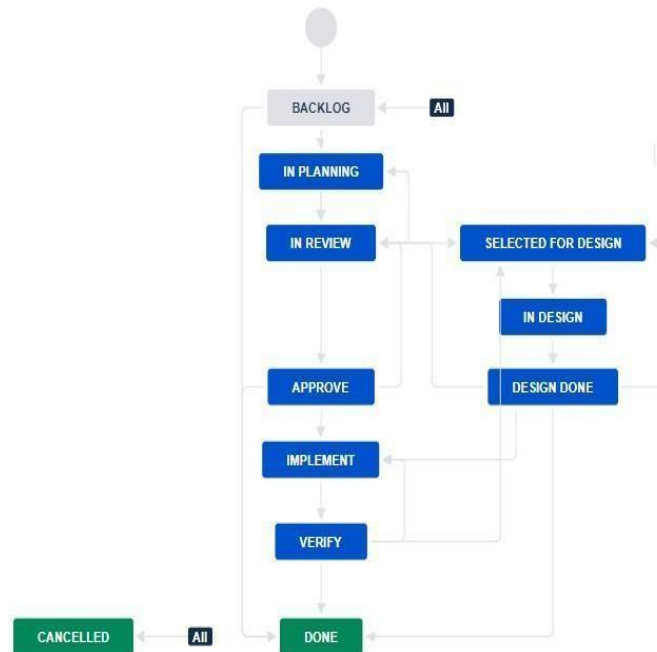 BACKLOG
All
IN PLANNING
IN REVIEW
SELECTED FOR DESIGN
IN DESIGN
APPROVE
DESIGN DONE
IMPLEMENT
VERIFY
CANCELLED
All
DONE